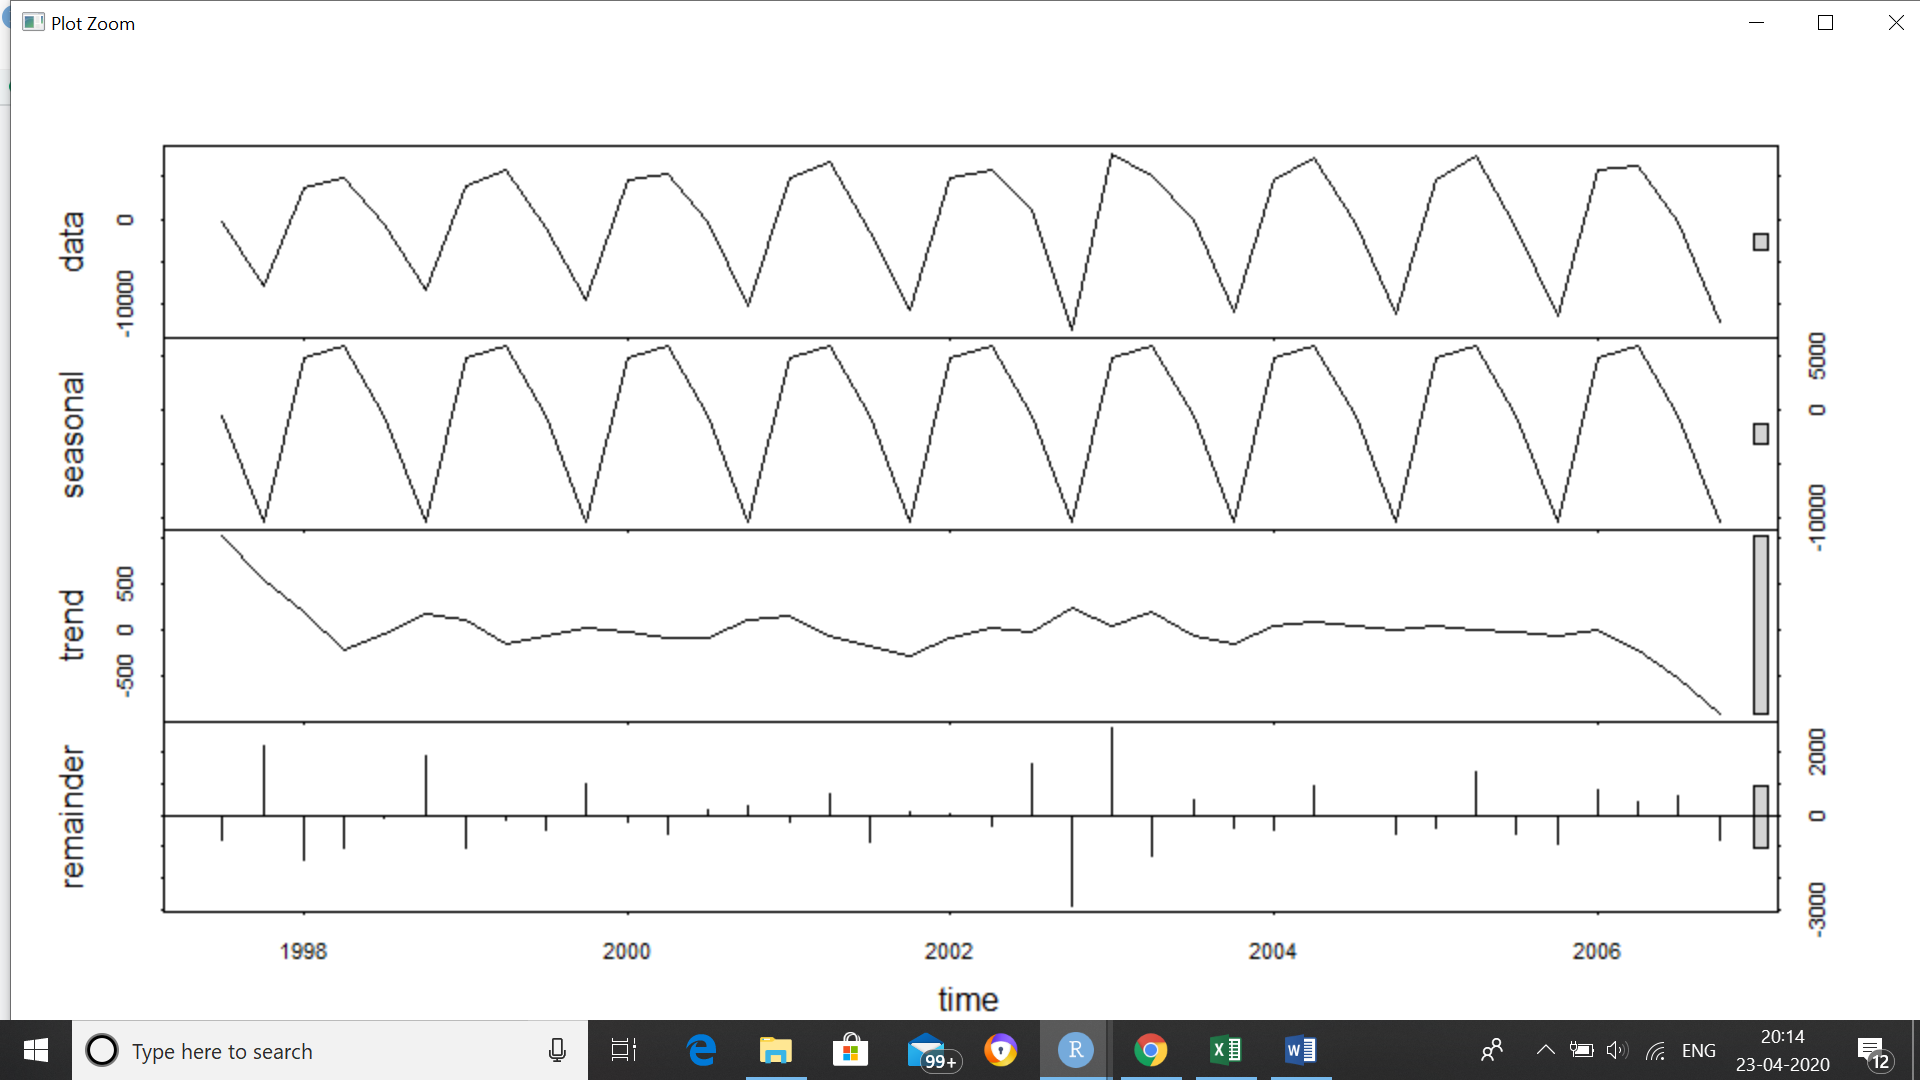 Plot Zoom
data
0
-10000
seasonal
5000
0
-10000
trend
500
0
-500
remainder
2000
0
-3000
1998 2000 2002 2004 2006
time
Type here to search
99+
R
X
W
ENG
20:14
23-04-2020
12